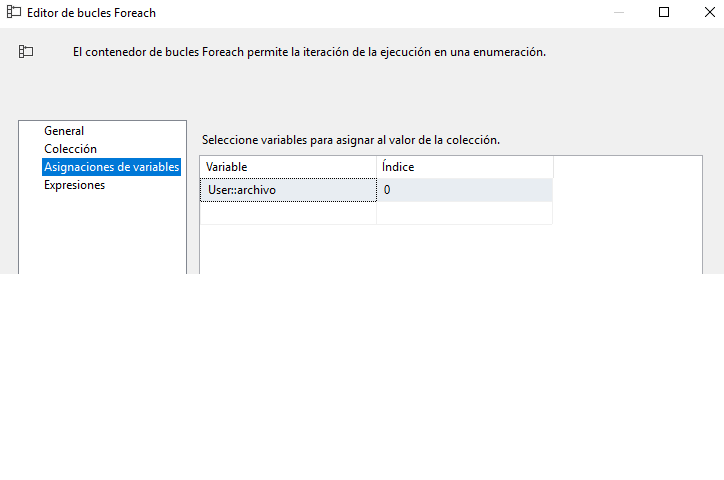 Editor de bucles Foreach
El contenedor de bucles Foreach permite la iteración de la ejecución en una enumeración.
General
Colección
Asignaciones de variables
Expresiones
Seleccione variables para asignar al valor de la colección.
Variable Índice
User::archivo 0